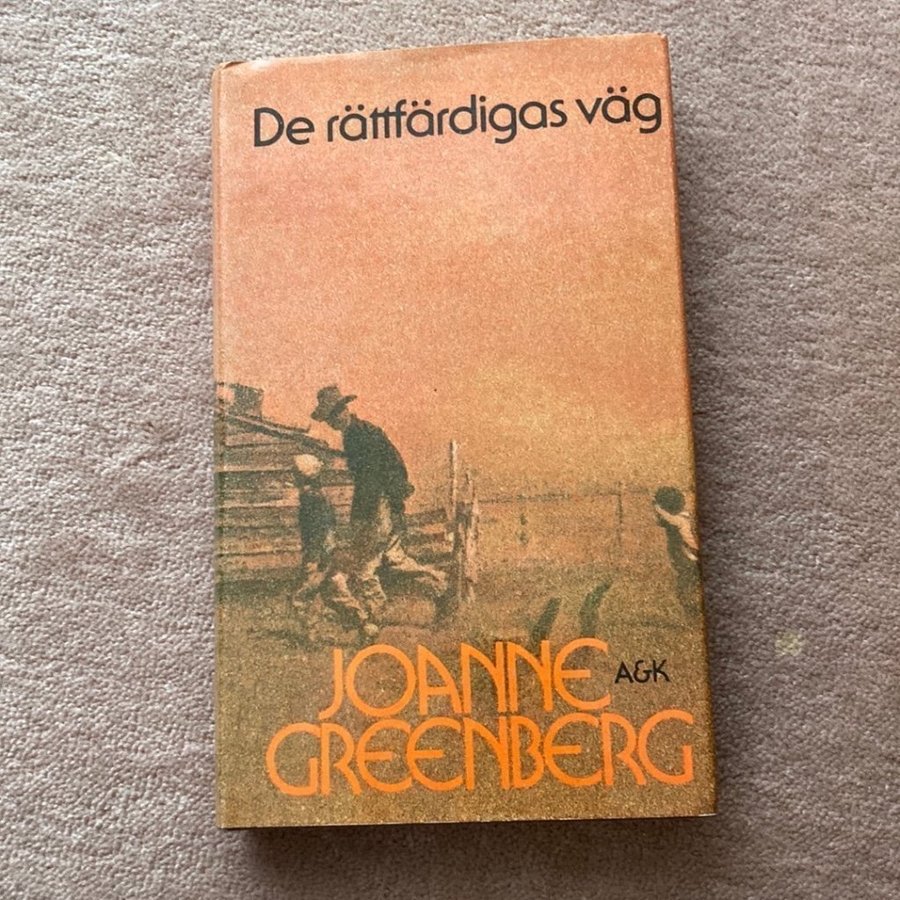 De rättfärdigas väg
JOANNE
A&K
GREENBERG